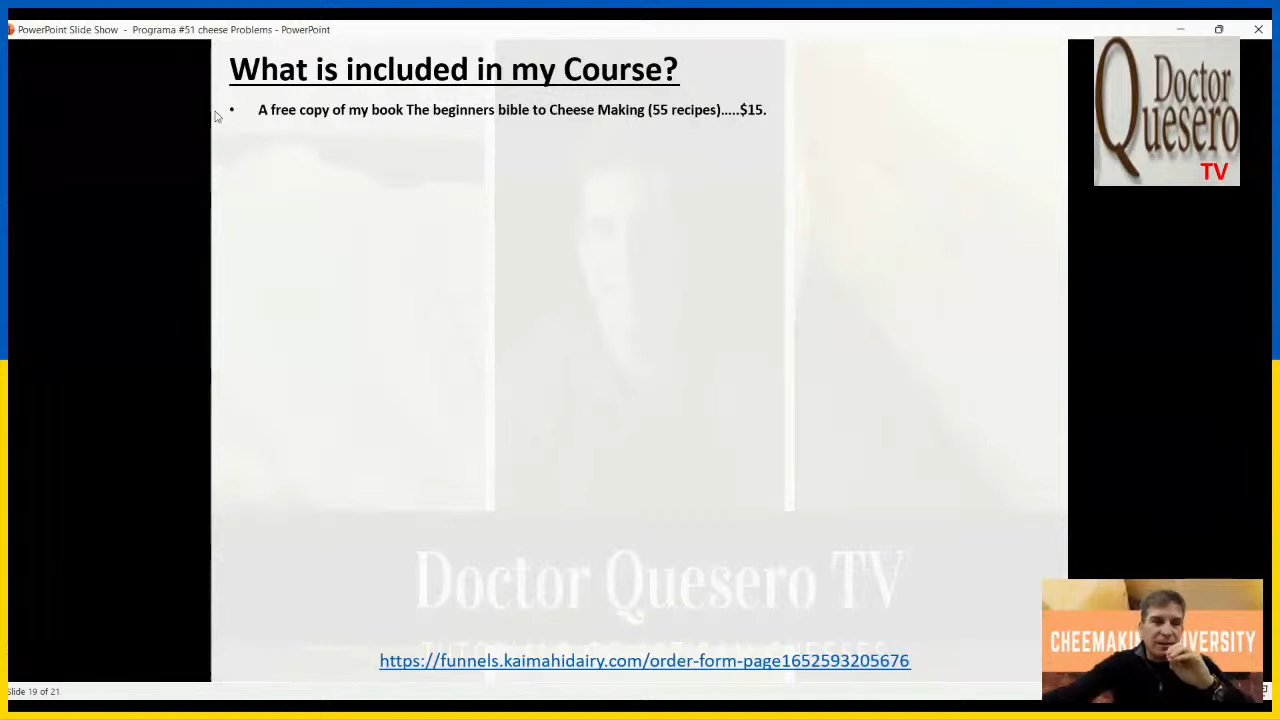 PowerPoint Slide Show - Programa #51 cheese Problems - PowerPoint
What is included in my Course?
• A free copy of my book The beginners bible to Cheese Making (55 recipes).....$15.
Doctor
Quesero
TV
Doctor Quesero TV
https://funnels.kaimahidairy.com/order-form-page1652593205676
Slide 19 of 21